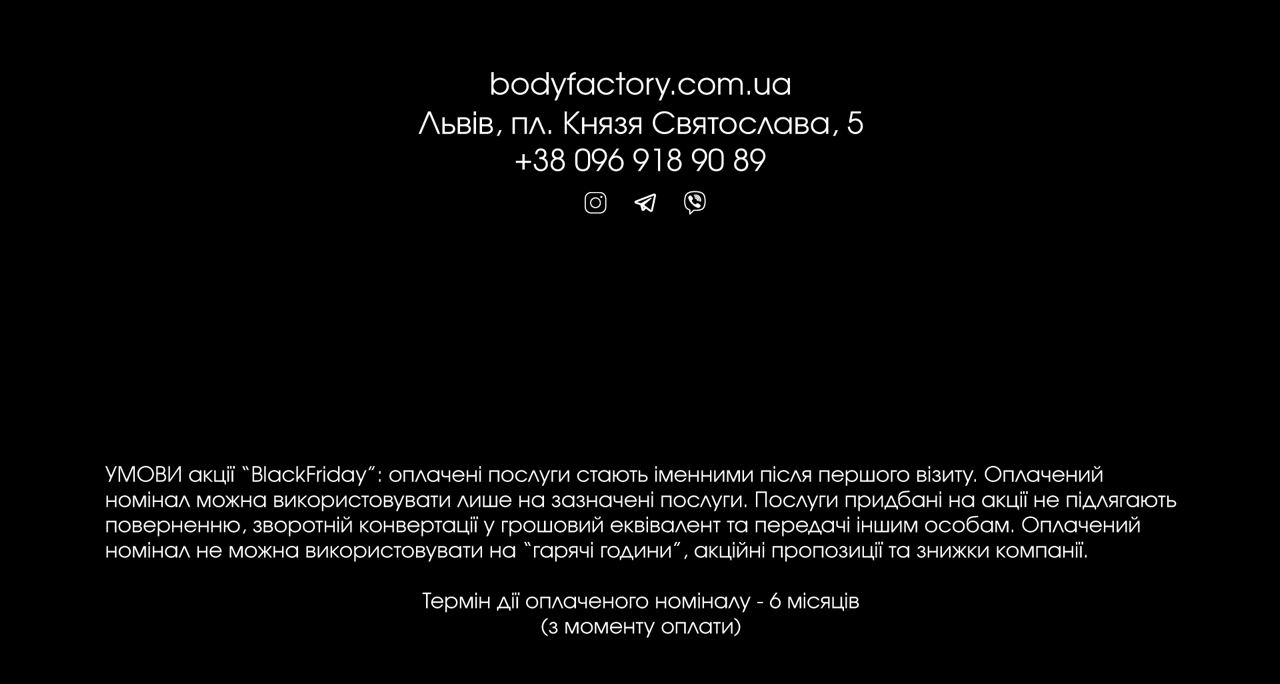 bodyfactory.com.ua
Львів, пл. Князя Святослава, 5
+38 096 918 90 89
УМОВИ акції “BlackFriday”: оплачені послуги стають іменними після першого візиту. Оплачений
номінал можна використовувати лише на зазначені послуги. Послуги придбані на акції не підлягають
поверненню, зворотній конвертації у грошовий еквівалент та передачі іншим особам. Оплачений
номінал не можна використовувати на “гарячі години”, акційні пропозиції та знижки компанії.
Термін дії оплаченого номіналу - 6 місяців
(з моменту оплати)